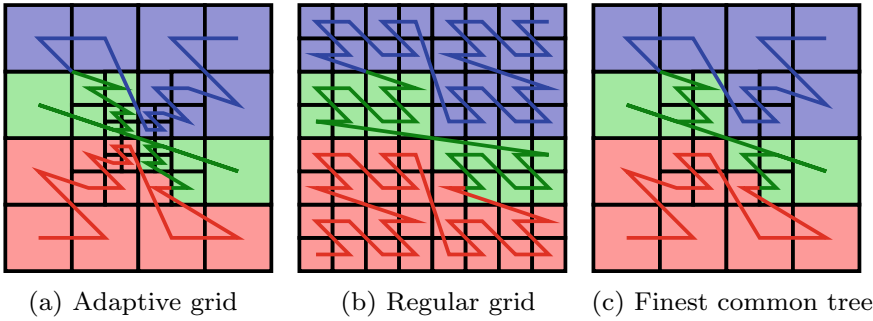 (a) Adaptive grid
(b) Regular grid
(c) Finest common tree